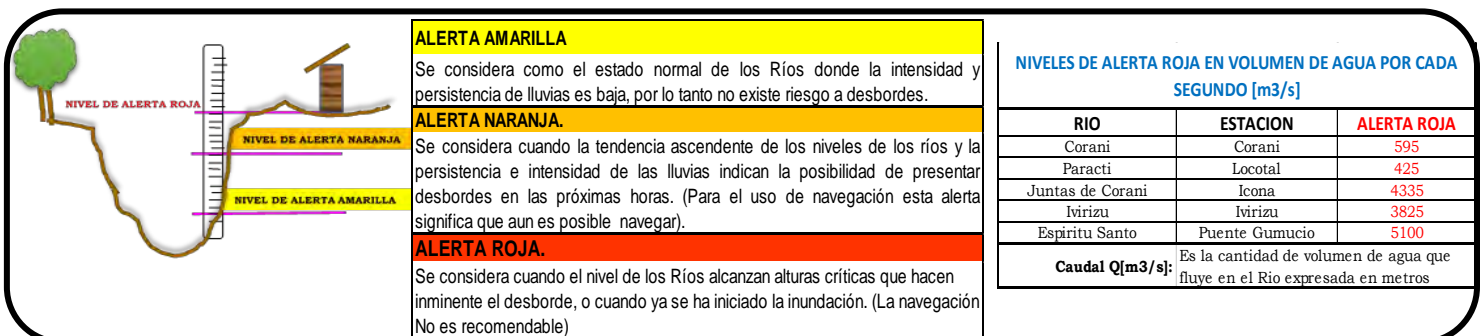 NIVEL DE ALERTA ROJA
NIVEL DE ALERTA NARANJA
NIVEL DE ALERTA AMARILLA
ALERTA AMARILLA
Se considera como el estado normal de los Ríos donde la intensidad y
persistencia de lluvias es baja, por lo tanto no existe riesgo a desbordes.
ALERTA NARANJA.
Se considera cuando la tendencia ascendente de los niveles de los ríos y la
persistencia e intensidad de las lluvias indican la posibilidad de presentar
desbordes en las próximas horas. (Para el uso de navegación esta alerta
significa que aun es posible navegar).
ALERTA ROJA.
Se considera cuando el nivel de los Ríos alcanzan alturas críticas que hacen
inminente el desborde, o cuando ya se ha iniciado la inundación. (La navegación
No es recomendable)
NIVELES DE ALERTA ROJA EN VOLUMEN DE AGUA POR CADA
SEGUNDO [m3/s]
RIO ESTACION ALERTA ROJA
Corani Corani 595
Paracti Locotal 425
Juntas de Corani Icona 4335
Ivirizu Ivirizu 3825
Espiritu Santo Puente Gumucio 5100
Caudal Q[m3/s]: Es la cantidad de volumen de agua que
fluye en el Rio expresada en metros